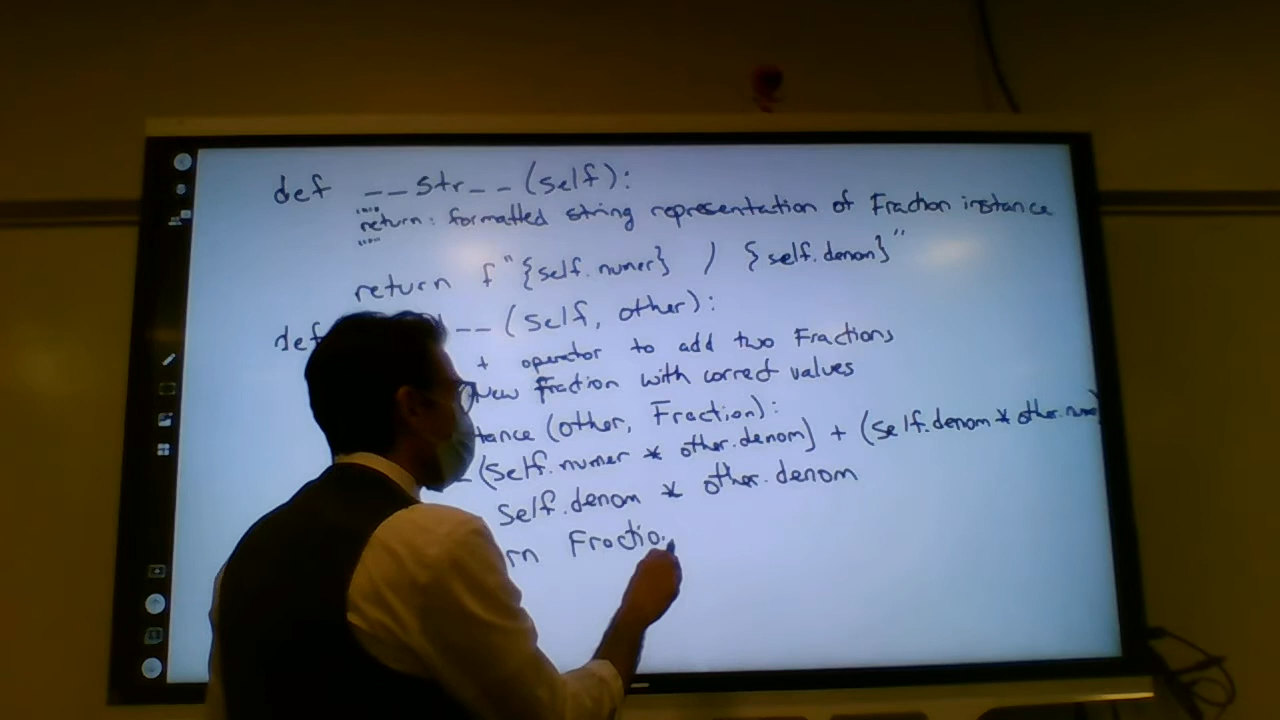 def __str__(self):
"""
return: formatted string representation of Fraction instance
"""
return f"{self.numer} / {self.denom}"
def __ (self, other):
+ operator to add two Fractions
New Fraction with correct values
tance (other, Fraction):
(self.numer * other.denom) + (self.denom * other.num
self.denom * other.denom
rn Fractio